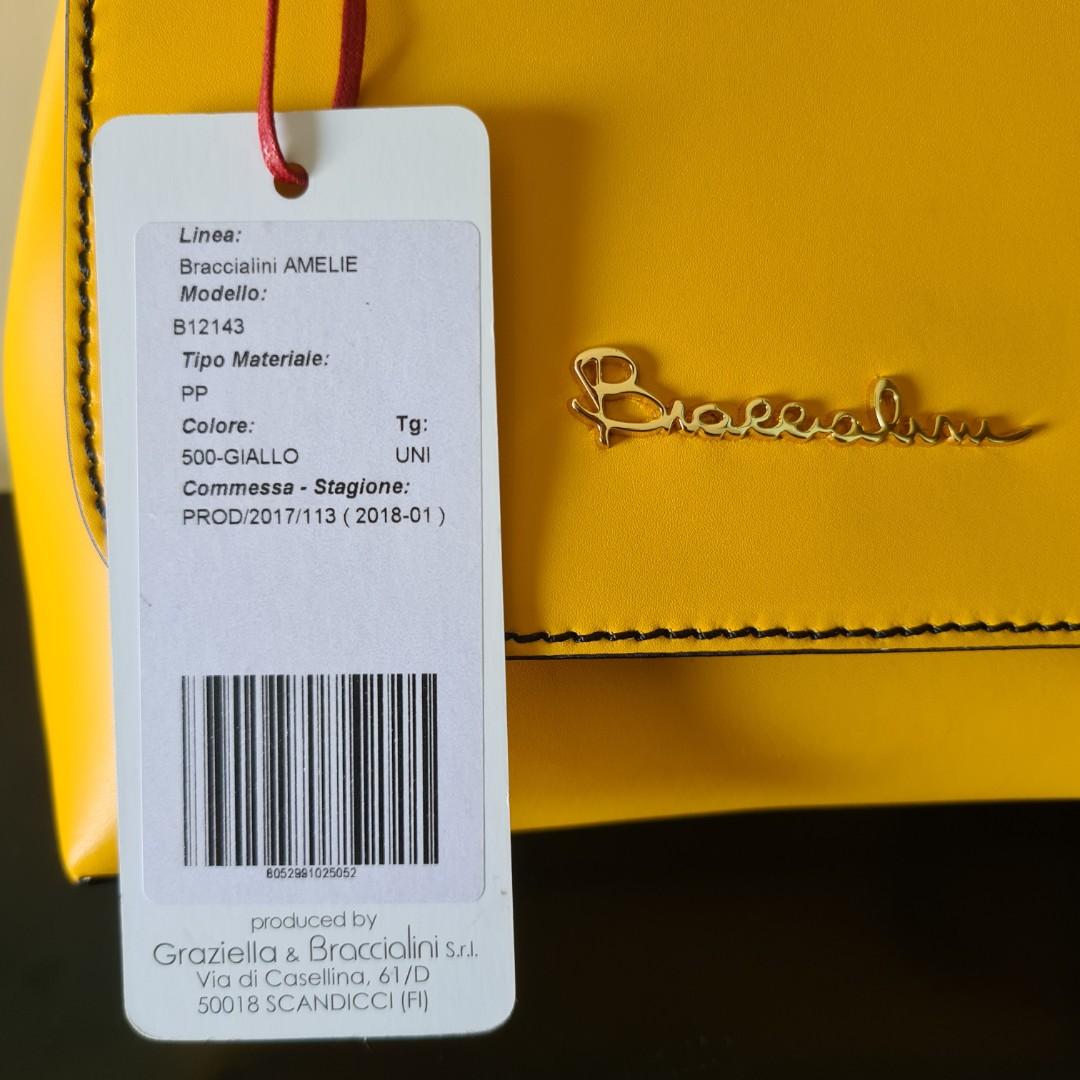 Linea:
Braccialini AMELIE
Modello:
B12143
Tipo Materiale:
PP
Colore: Tg:
500-GIALLO UNI
Commessa - Stagione:
PROD/2017/113 ( 2018-01 )
8052991025052
produced by
Graziella & Braccialini S.r.l.
Via di Casellina, 61/D
50018 SCANDICCI (FI)
Braccialini